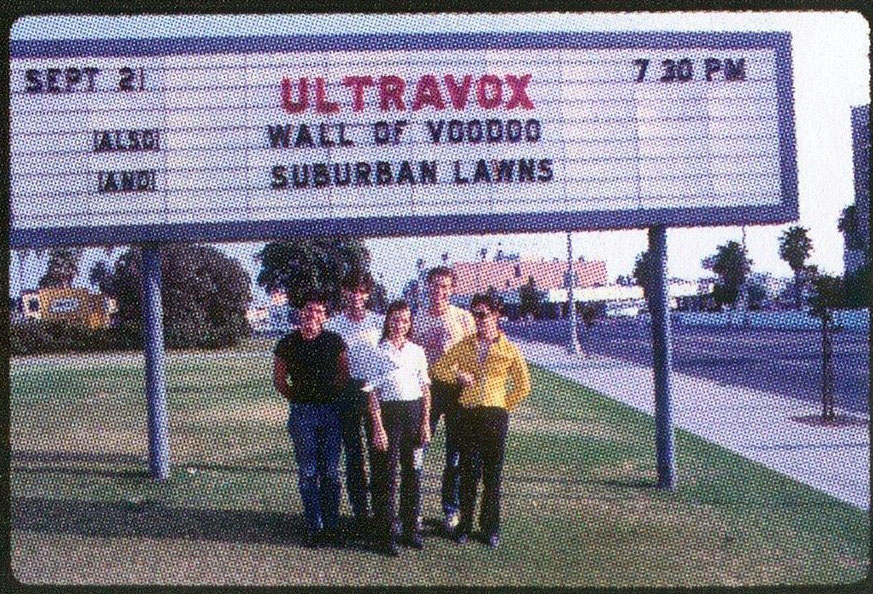 SEPT 21 ULTRAVOX 7 30 PM
ALSO WALL OF VOODOO
AND SUBURBAN LAWNS